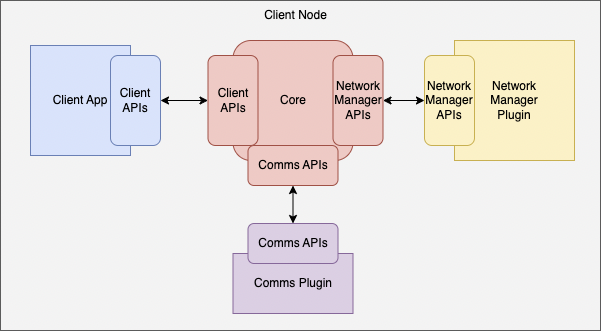 Client Node
Client App
Client
APIs
Client
APIs
Core
Network
Manager
APIs
Network
Manager
APIs
Network
Manager
Plugin
Comms APIs
Comms APIs
Comms Plugin